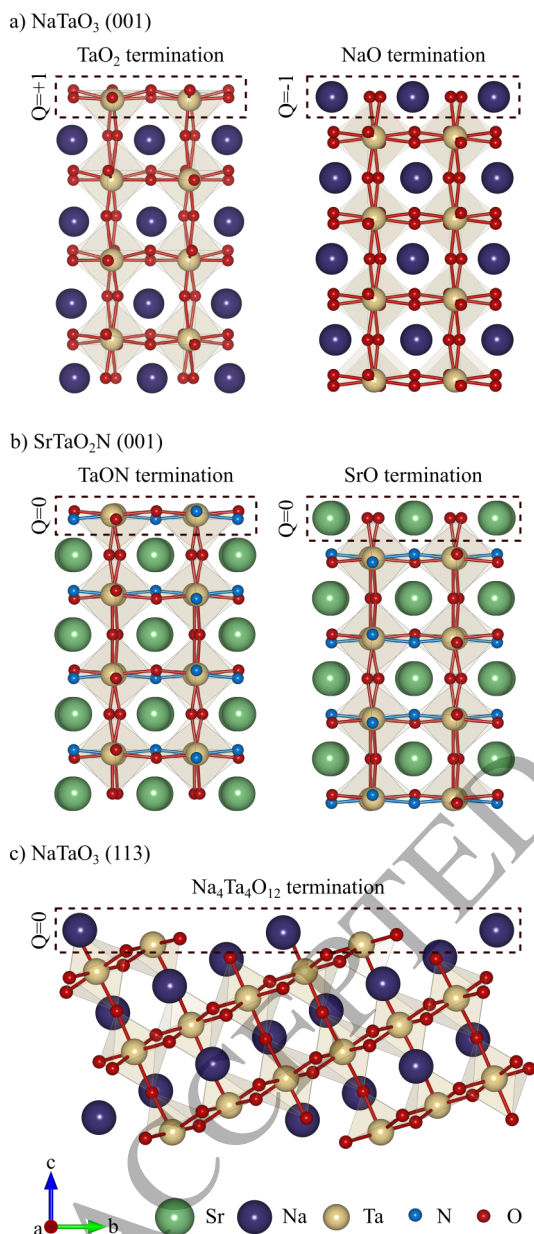 a) NaTaO₃ (001)
TaO₂ termination
NaO termination
Q=+1
Q=-1
b) SrTaO₂N (001)
TaON termination
SrO termination
Q=0
Q=0
c) NaTaO₃ (113)
Na₄Ta₄O₁₂ termination
Q=0
c
a
b
Sr
Na
Ta
N
O
ACCEPTED